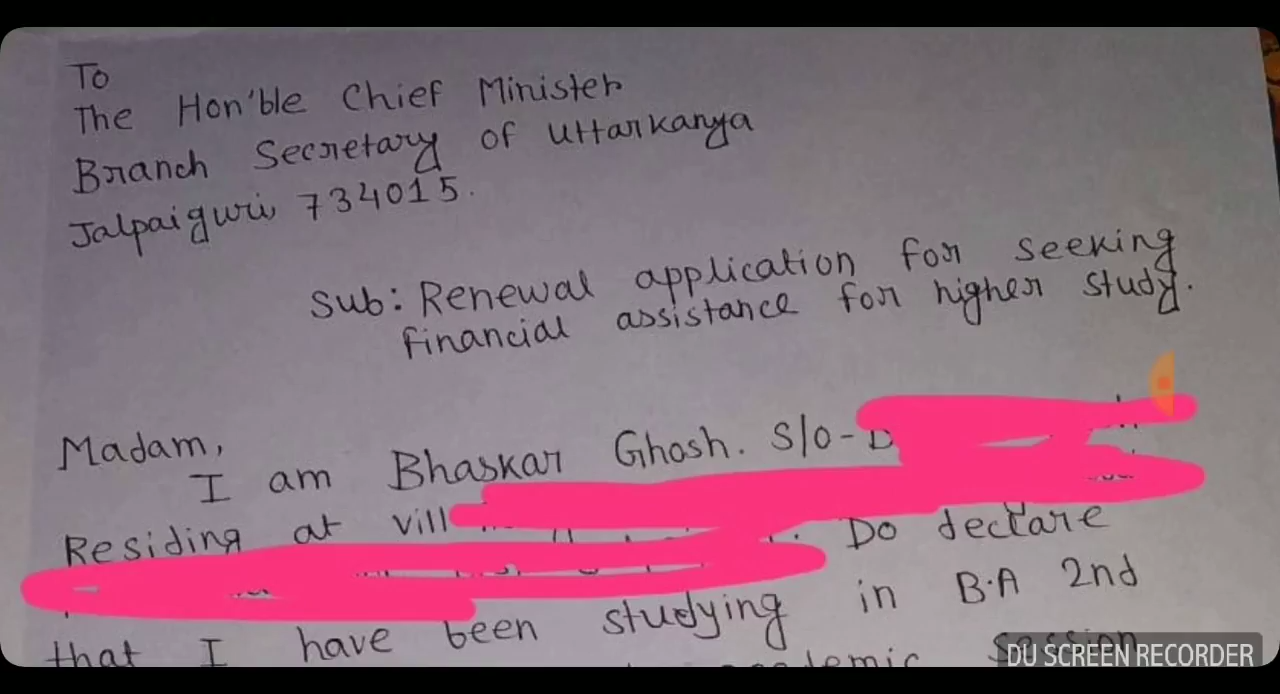 To
The Hon'ble Chief Minister
Branch Secretary of Uttarkanya
Jalpaiguri, 734015.
Sub: Renewal application for seeking
financial assistance for higher study.
Madam,
I am Bhaskar Ghosh. S/o-
Residing at vill Do declare
that I have been studying in B.A 2nd
DU SCREEN RECORDER